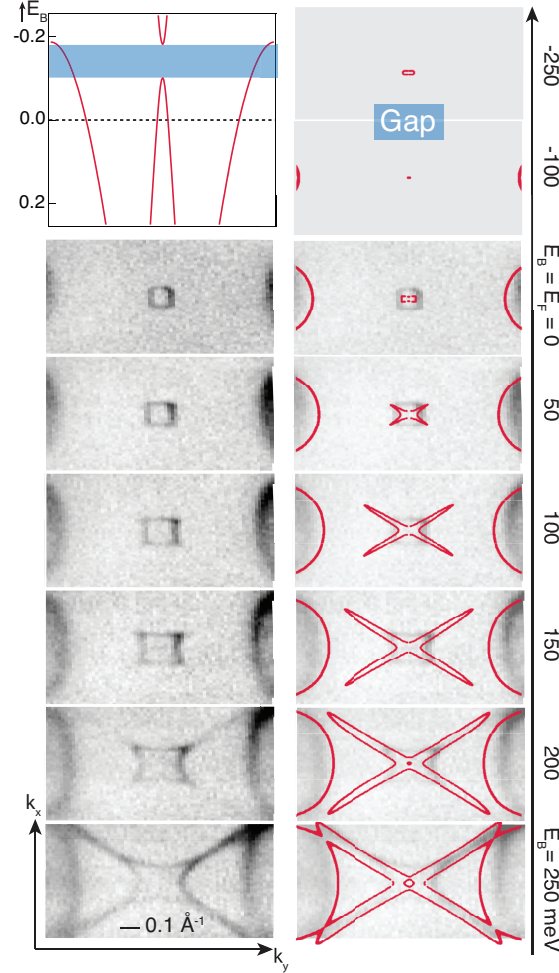 E_B
-0.2
0.0
0.2
Gap
-250
-100
E_B = E_F = 0
50
100
150
200
E_B = 250 meV
k_x
0.1 Å⁻¹
k_y